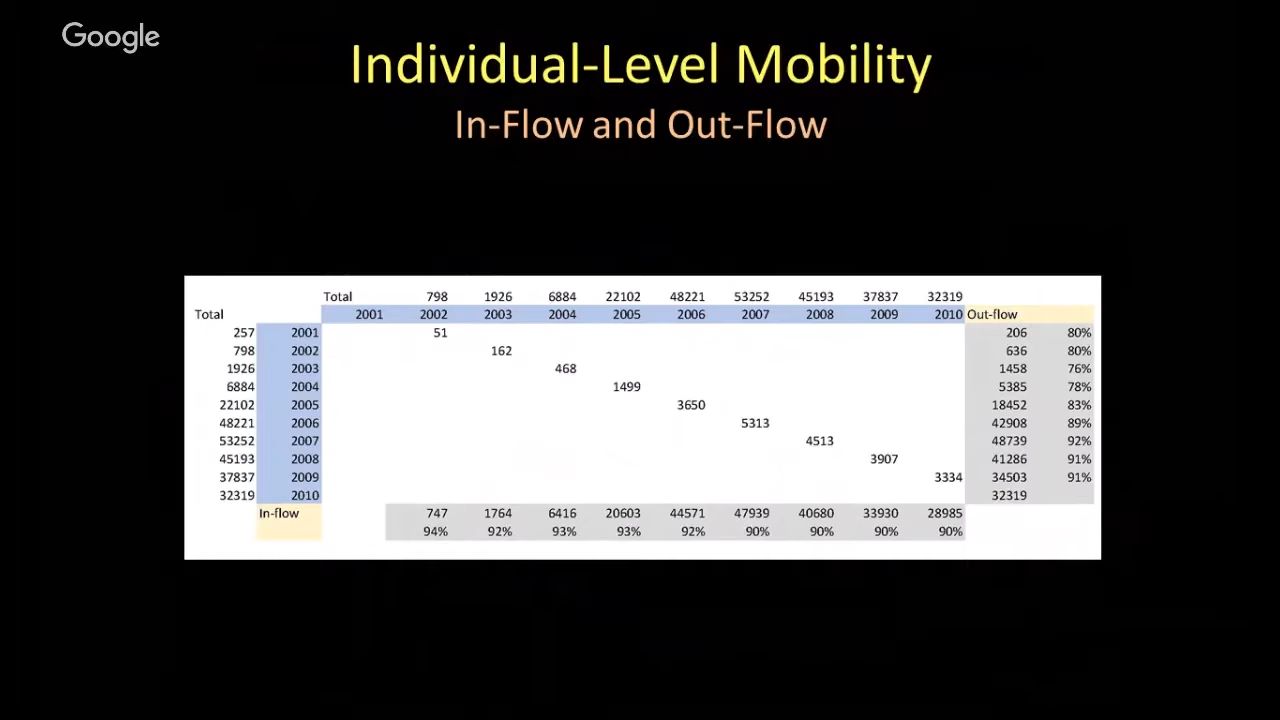 Google
Individual-Level Mobility
In-Flow and Out-Flow
Total 798 1926 6884 22102 48221 53252 45193 37837 32319
Total 2001 2002 2003 2004 2005 2006 2007 2008 2009 2010 Out-flow
257 2001 51 206 80%
798 2002 162 636 80%
1926 2003 468 1458 76%
6884 2004 1499 5385 78%
22102 2005 3650 18452 83%
48221 2006 5313 42908 89%
53252 2007 4513 48739 92%
45193 2008 3907 41286 91%
37837 2009 3334 34503 91%
32319 2010 32319
In-flow 747 1764 6416 20603 44571 47939 40680 33930 28985
94% 92% 93% 93% 92% 90% 90% 90% 90%